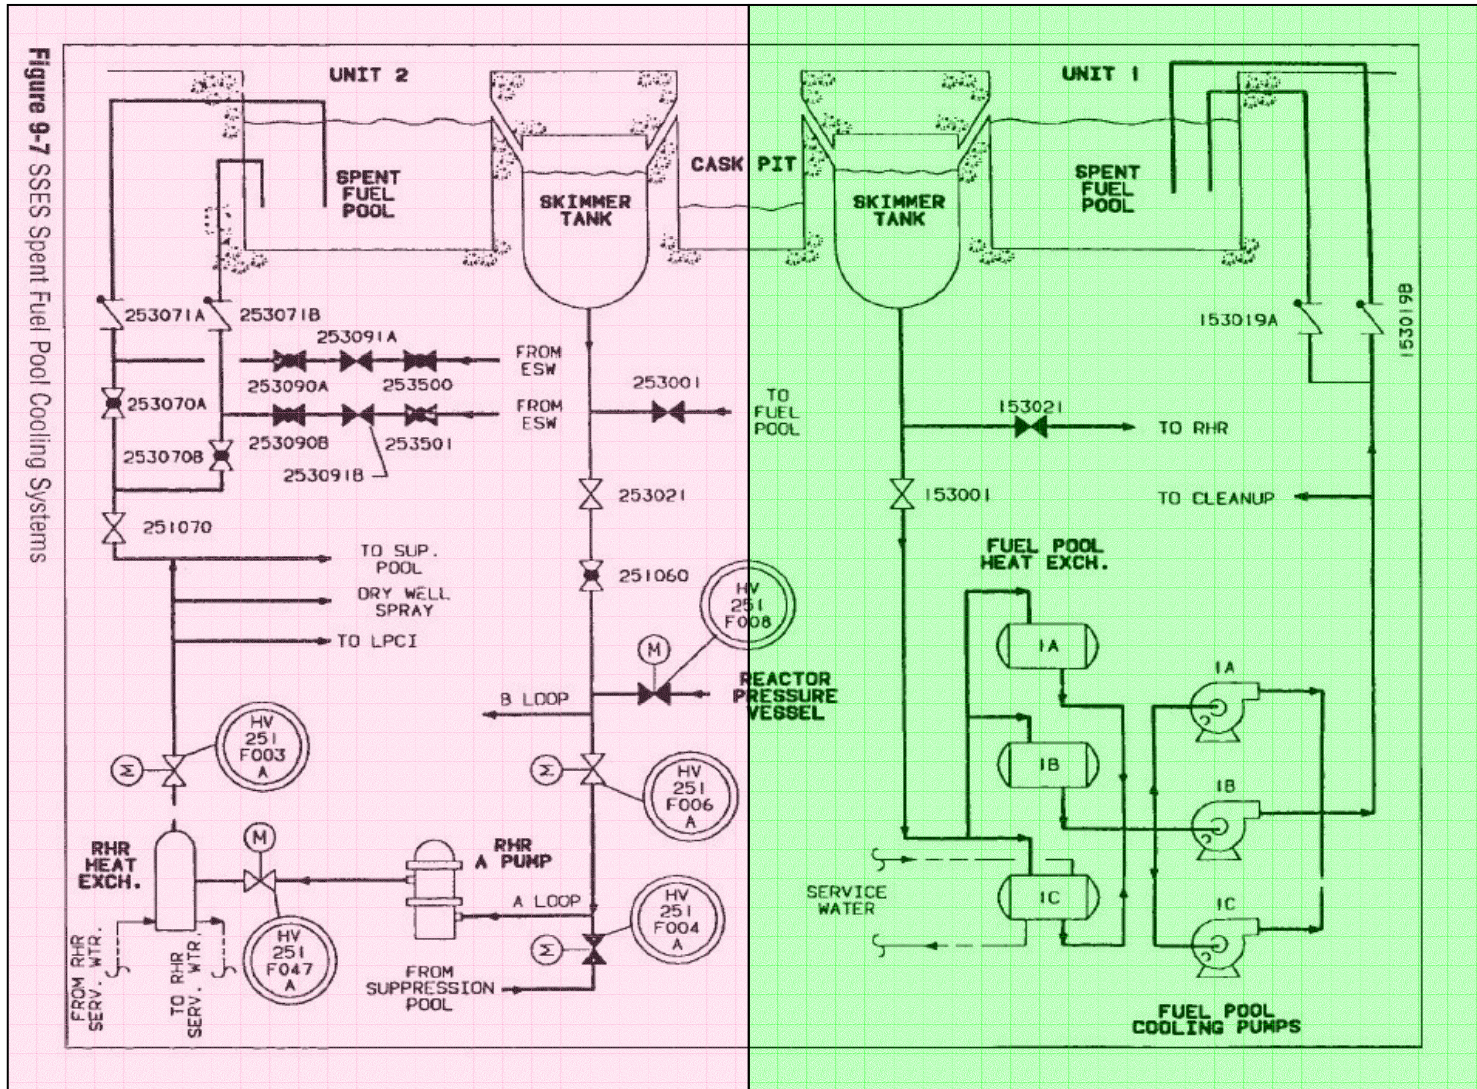 Figure 9-7 SSES Spent Fuel Pool Cooling Systems
UNIT 2
UNIT 1
SPENT
FUEL
POOL
SKIMMER
TANK
CASK PIT
SKIMMER
TANK
SPENT
FUEL
POOL
253071A
253071B
253091A
FROM
ESW
253090A
253500
253070A
FROM
ESW
253090B
253501
253070B
253091B
251070
253001
TO
FUEL
POOL
253021
251060
153019A
153019B
153021
TO RHR
153001
TO CLEANUP
TO SUP.
POOL
DRY WELL
SPRAY
TO LPCI
HV
251
F008
M
REACTOR
PRESSURE
VESSEL
B LOOP
HV
251
F003
A
M
M
HV
251
F006
A
RHR
HEAT
EXCH.
M
RHR
A PUMP
A LOOP
HV
251
F047
A
M
HV
251
F004
A
FROM RHR
SERV. WTR.
TO RHR
SERV. WTR.
FROM
SUPPRESSION
POOL
FUEL POOL
HEAT EXCH.
1A
1B
1C
SERVICE
WATER
1A
1B
1C
FUEL POOL
COOLING PUMPS